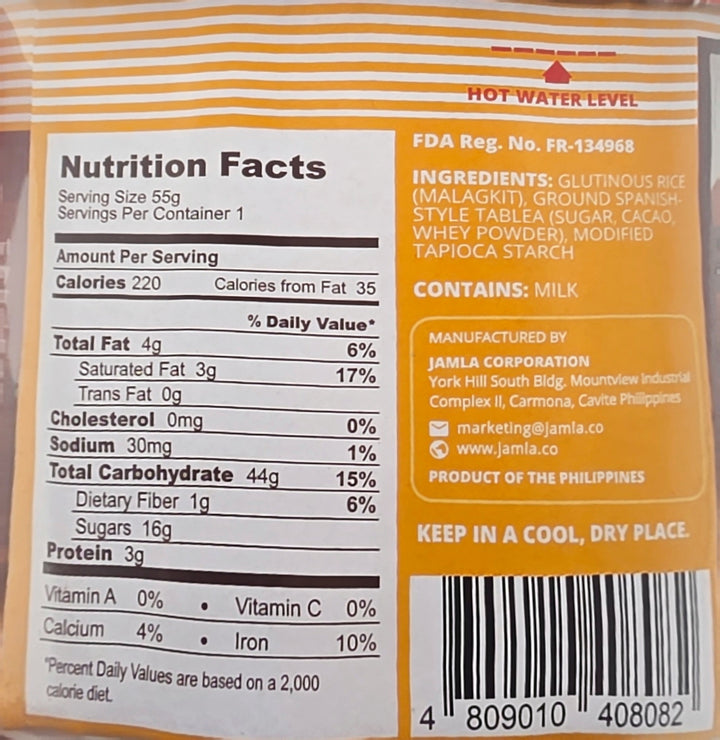 HOT WATER LEVEL
Nutrition Facts
Serving Size 55g
Servings Per Container 1
Amount Per Serving
Calories 220 Calories from Fat 35
% Daily Value*
Total Fat 4g 6%
Saturated Fat 3g 17%
Trans Fat 0g
Cholesterol 0mg 0%
Sodium 30mg 1%
Total Carbohydrate 44g 15%
Dietary Fiber 1g 6%
Sugars 16g
Protein 3g
Vitamin A 0% • Vitamin C 0%
Calcium 4% • Iron 10%
*Percent Daily Values are based on a 2,000
calorie diet.
FDA Reg. No. FR-134968
INGREDIENTS: GLUTINOUS RICE
(MALAGKIT), GROUND SPANISH-
STYLE TABLEA (SUGAR, CACAO,
WHEY POWDER), MODIFIED
TAPIOCA STARCH
CONTAINS: MILK
MANUFACTURED BY
JAMLA CORPORATION
York Hill South Bldg. Mountview Industrial
Complex II, Carmona, Cavite Philippines
marketing@jamla.co
www.jamla.co
PRODUCT OF THE PHILIPPINES
KEEP IN A COOL, DRY PLACE.
4 809010 408082